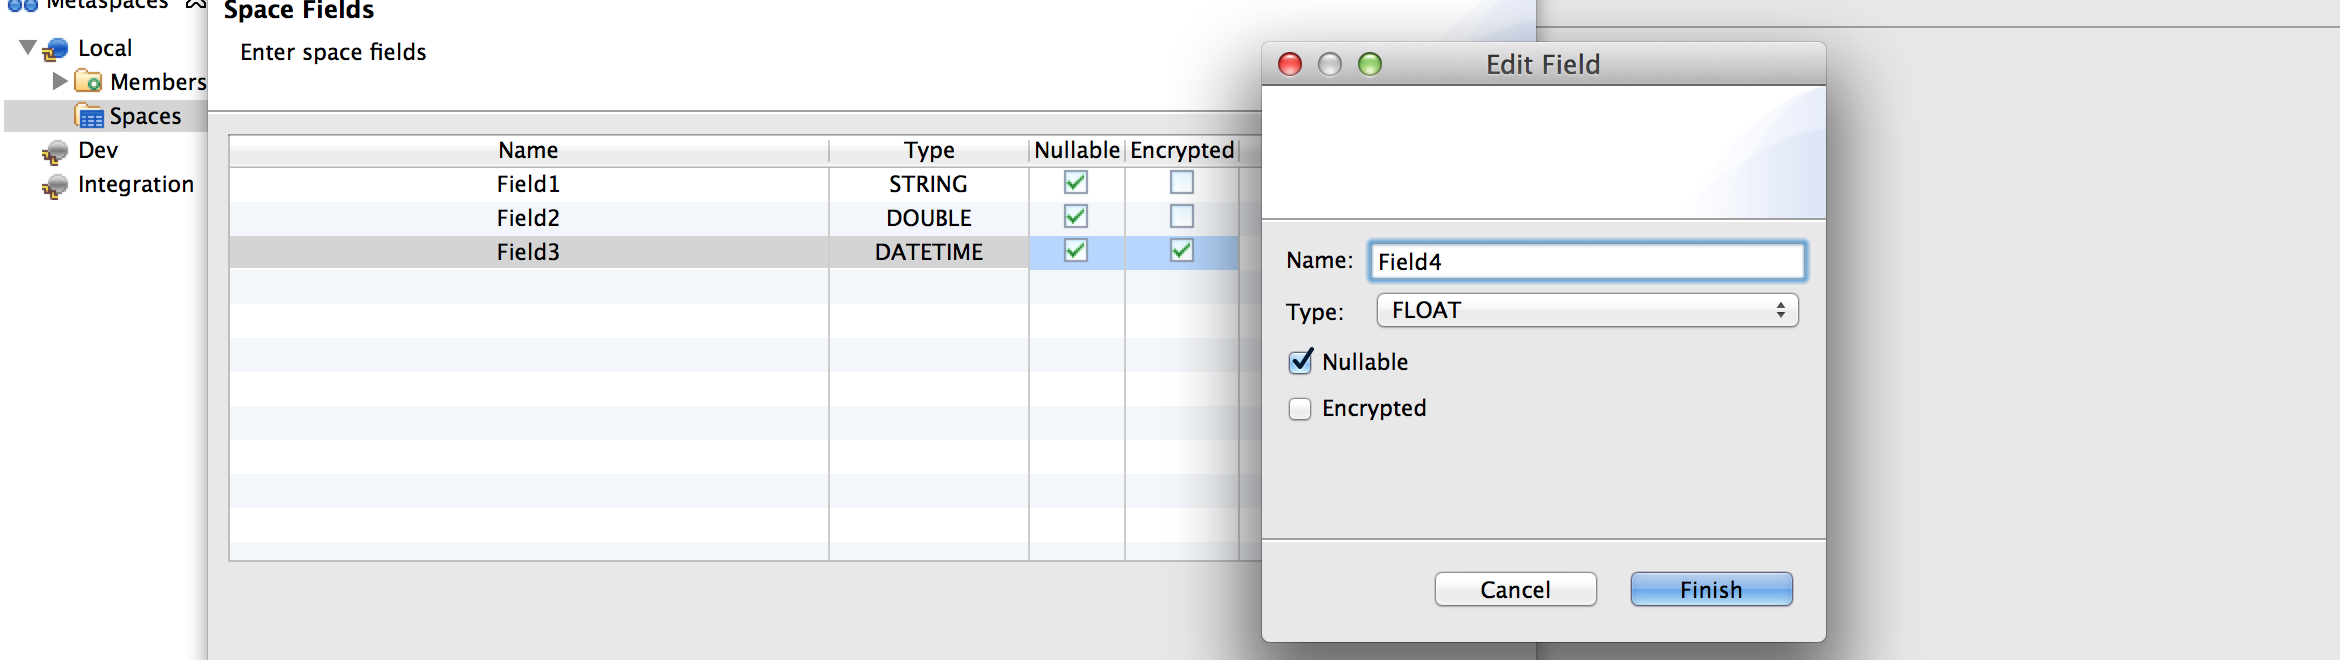 Metaspaces
Local
Members
Spaces
Dev
Integration
Space Fields
Enter space fields
Name Type Nullable Encrypted
Field1 STRING
Field2 DOUBLE
Field3 DATETIME
Edit Field
Name: Field4
Type: FLOAT
Nullable
Encrypted
Cancel Finish